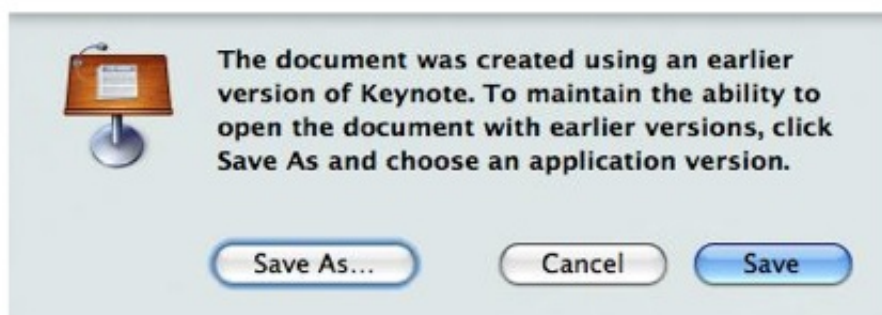 The document was created using an earlier
version of Keynote. To maintain the ability to
open the document with earlier versions, click
Save As and choose an application version.
Save As...
Cancel
Save